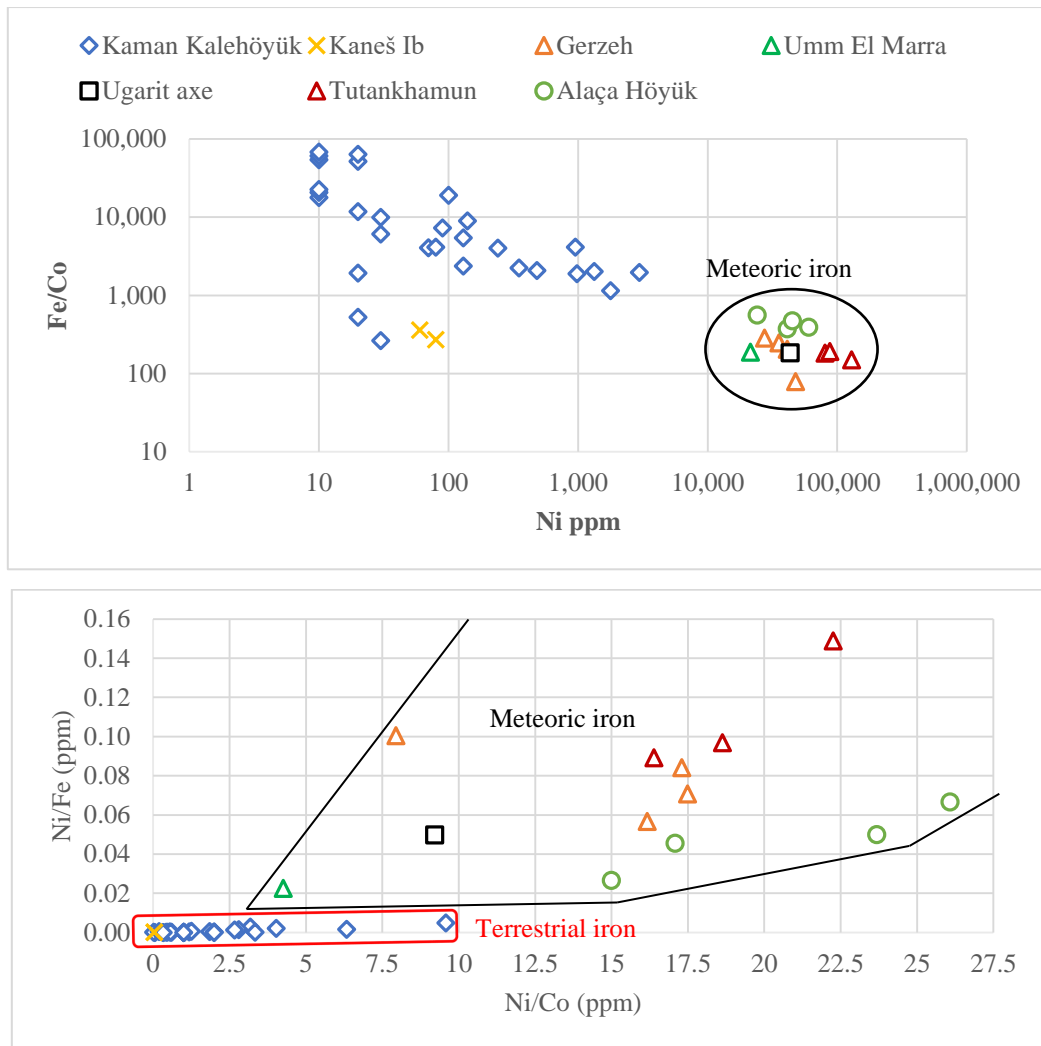 Kaman Kalehöyük Kaneš Ib Gerzeh Umm El Marra
Ugarit axe Tutankhamun Alaça Höyük
100,000
10,000
1,000
100
10
Fe/Co
Meteoric iron
1 10 100 1,000 10,000 100,000 1,000,000
Ni ppm
0.16
0.14
0.12
0.10
0.08
0.06
0.04
0.02
0.00
Ni/Fe (ppm)
Meteoric iron
Terrestrial iron
0 2.5 5 7.5 10 12.5 15 17.5 20 22.5 25 27.5
Ni/Co (ppm)